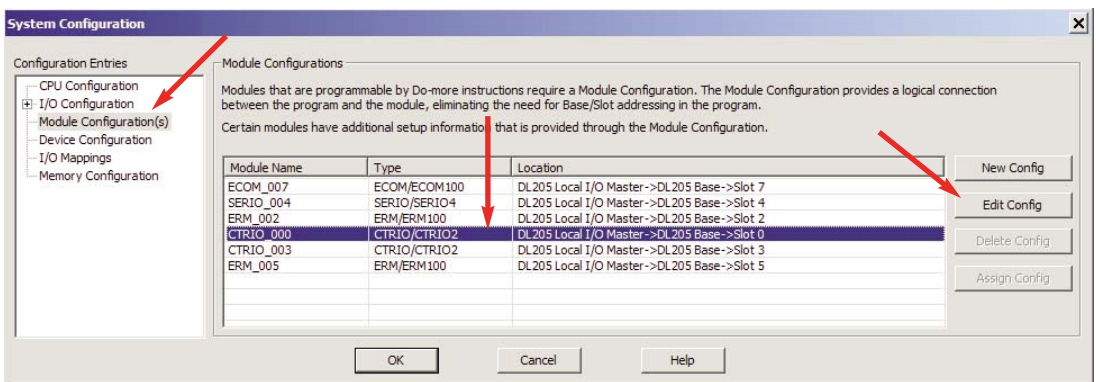 System Configuration
Configuration Entries
CPU Configuration
I/O Configuration
Module Configuration(s)
Device Configuration
I/O Mappings
Memory Configuration
Module Configurations
Modules that are programmable by Do-more instructions require a Module Configuration. The Module Configuration provides a logical connection
between the program and the module, eliminating the need for Base/Slot addressing in the program.
Certain modules have additional setup information that is provided through the Module Configuration.
Module Name Type Location
ECOM_007 ECOM/ECOM100 DL205 Local I/O Master->DL205 Base->Slot 7
SERIO_004 SERIO/SERIO4 DL205 Local I/O Master->DL205 Base->Slot 4
ERM_002 ERM/ERM100 DL205 Local I/O Master->DL205 Base->Slot 2
CTRIO_000 CTRIO/CTRIO2 DL205 Local I/O Master->DL205 Base->Slot 0
CTRIO_003 CTRIO/CTRIO2 DL205 Local I/O Master->DL205 Base->Slot 3
ERM_005 ERM/ERM100 DL205 Local I/O Master->DL205 Base->Slot 5
New Config
Edit Config
Delete Config
Assign Config
OK Cancel Help